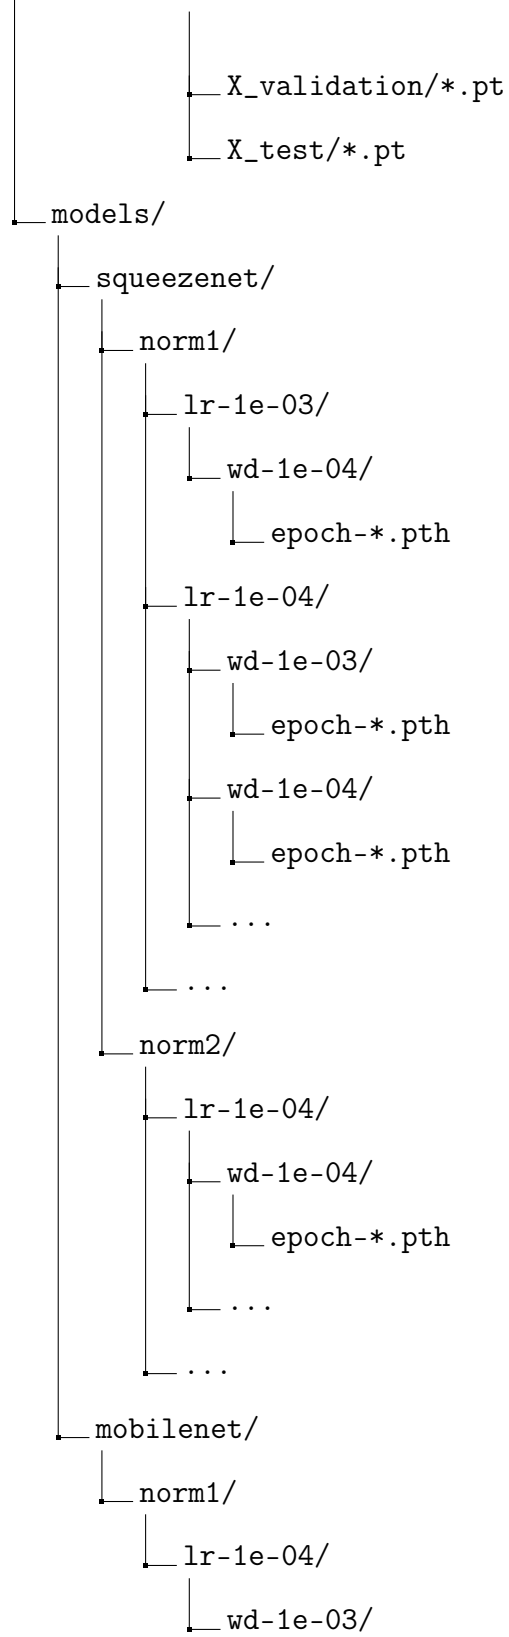 X_validation/*.pt
X_test/*.pt
models/
squeezenet/
norm1/
lr-1e-03/
wd-1e-04/
epoch-*.pth
lr-1e-04/
wd-1e-03/
epoch-*.pth
wd-1e-04/
epoch-*.pth
...
...
norm2/
lr-1e-04/
wd-1e-04/
epoch-*.pth
...
...
mobilenet/
norm1/
lr-1e-04/
wd-1e-03/